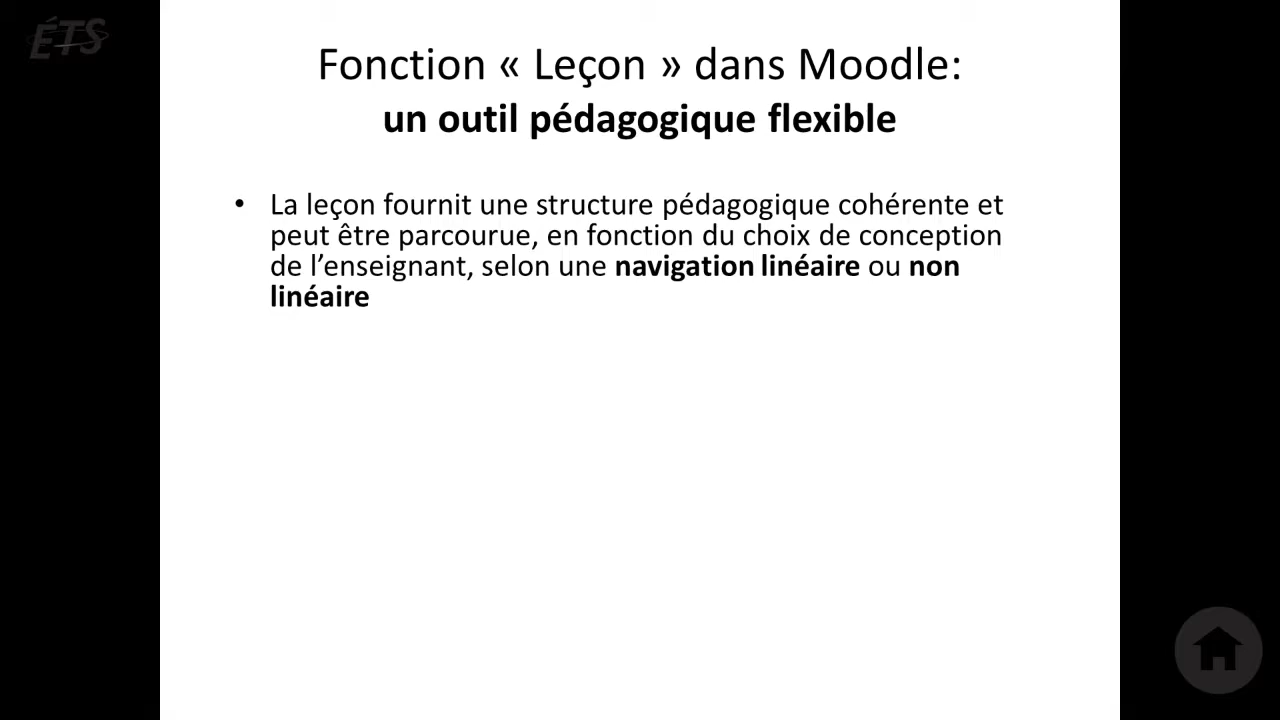 ÉTS
Fonction « Leçon » dans Moodle:
un outil pédagogique flexible
• La leçon fournit une structure pédagogique cohérente et
peut être parcourue, en fonction du choix de conception
de l’enseignant, selon une navigation linéaire ou non
linéaire